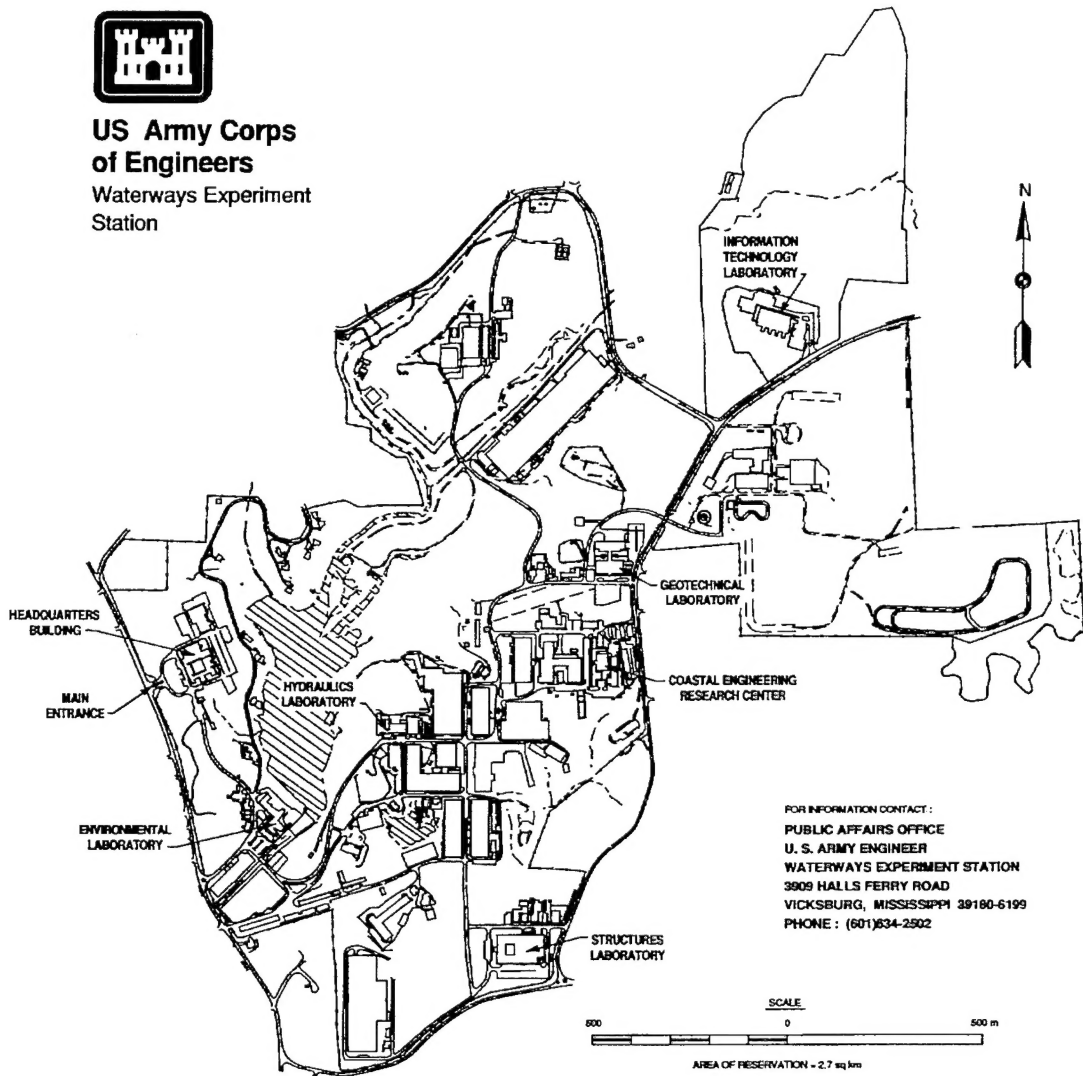 US Army Corps
of Engineers
Waterways Experiment
Station
N
INFORMATION
TECHNOLOGY
LABORATORY
GEOTECHNICAL
LABORATORY
HEADQUARTERS
BUILDING
MAIN
ENTRANCE
HYDRAULICS
LABORATORY
COASTAL ENGINEERING
RESEARCH CENTER
ENVIRONMENTAL
LABORATORY
STRUCTURES
LABORATORY
FOR INFORMATION CONTACT :
PUBLIC AFFAIRS OFFICE
U. S. ARMY ENGINEER
WATERWAYS EXPERIMENT STATION
3909 HALLS FERRY ROAD
VICKSBURG, MISSISSIPPI 39180-6199
PHONE : (601)634-2502
SCALE
500 0 500 m
AREA OF RESERVATION = 2.7 sq km